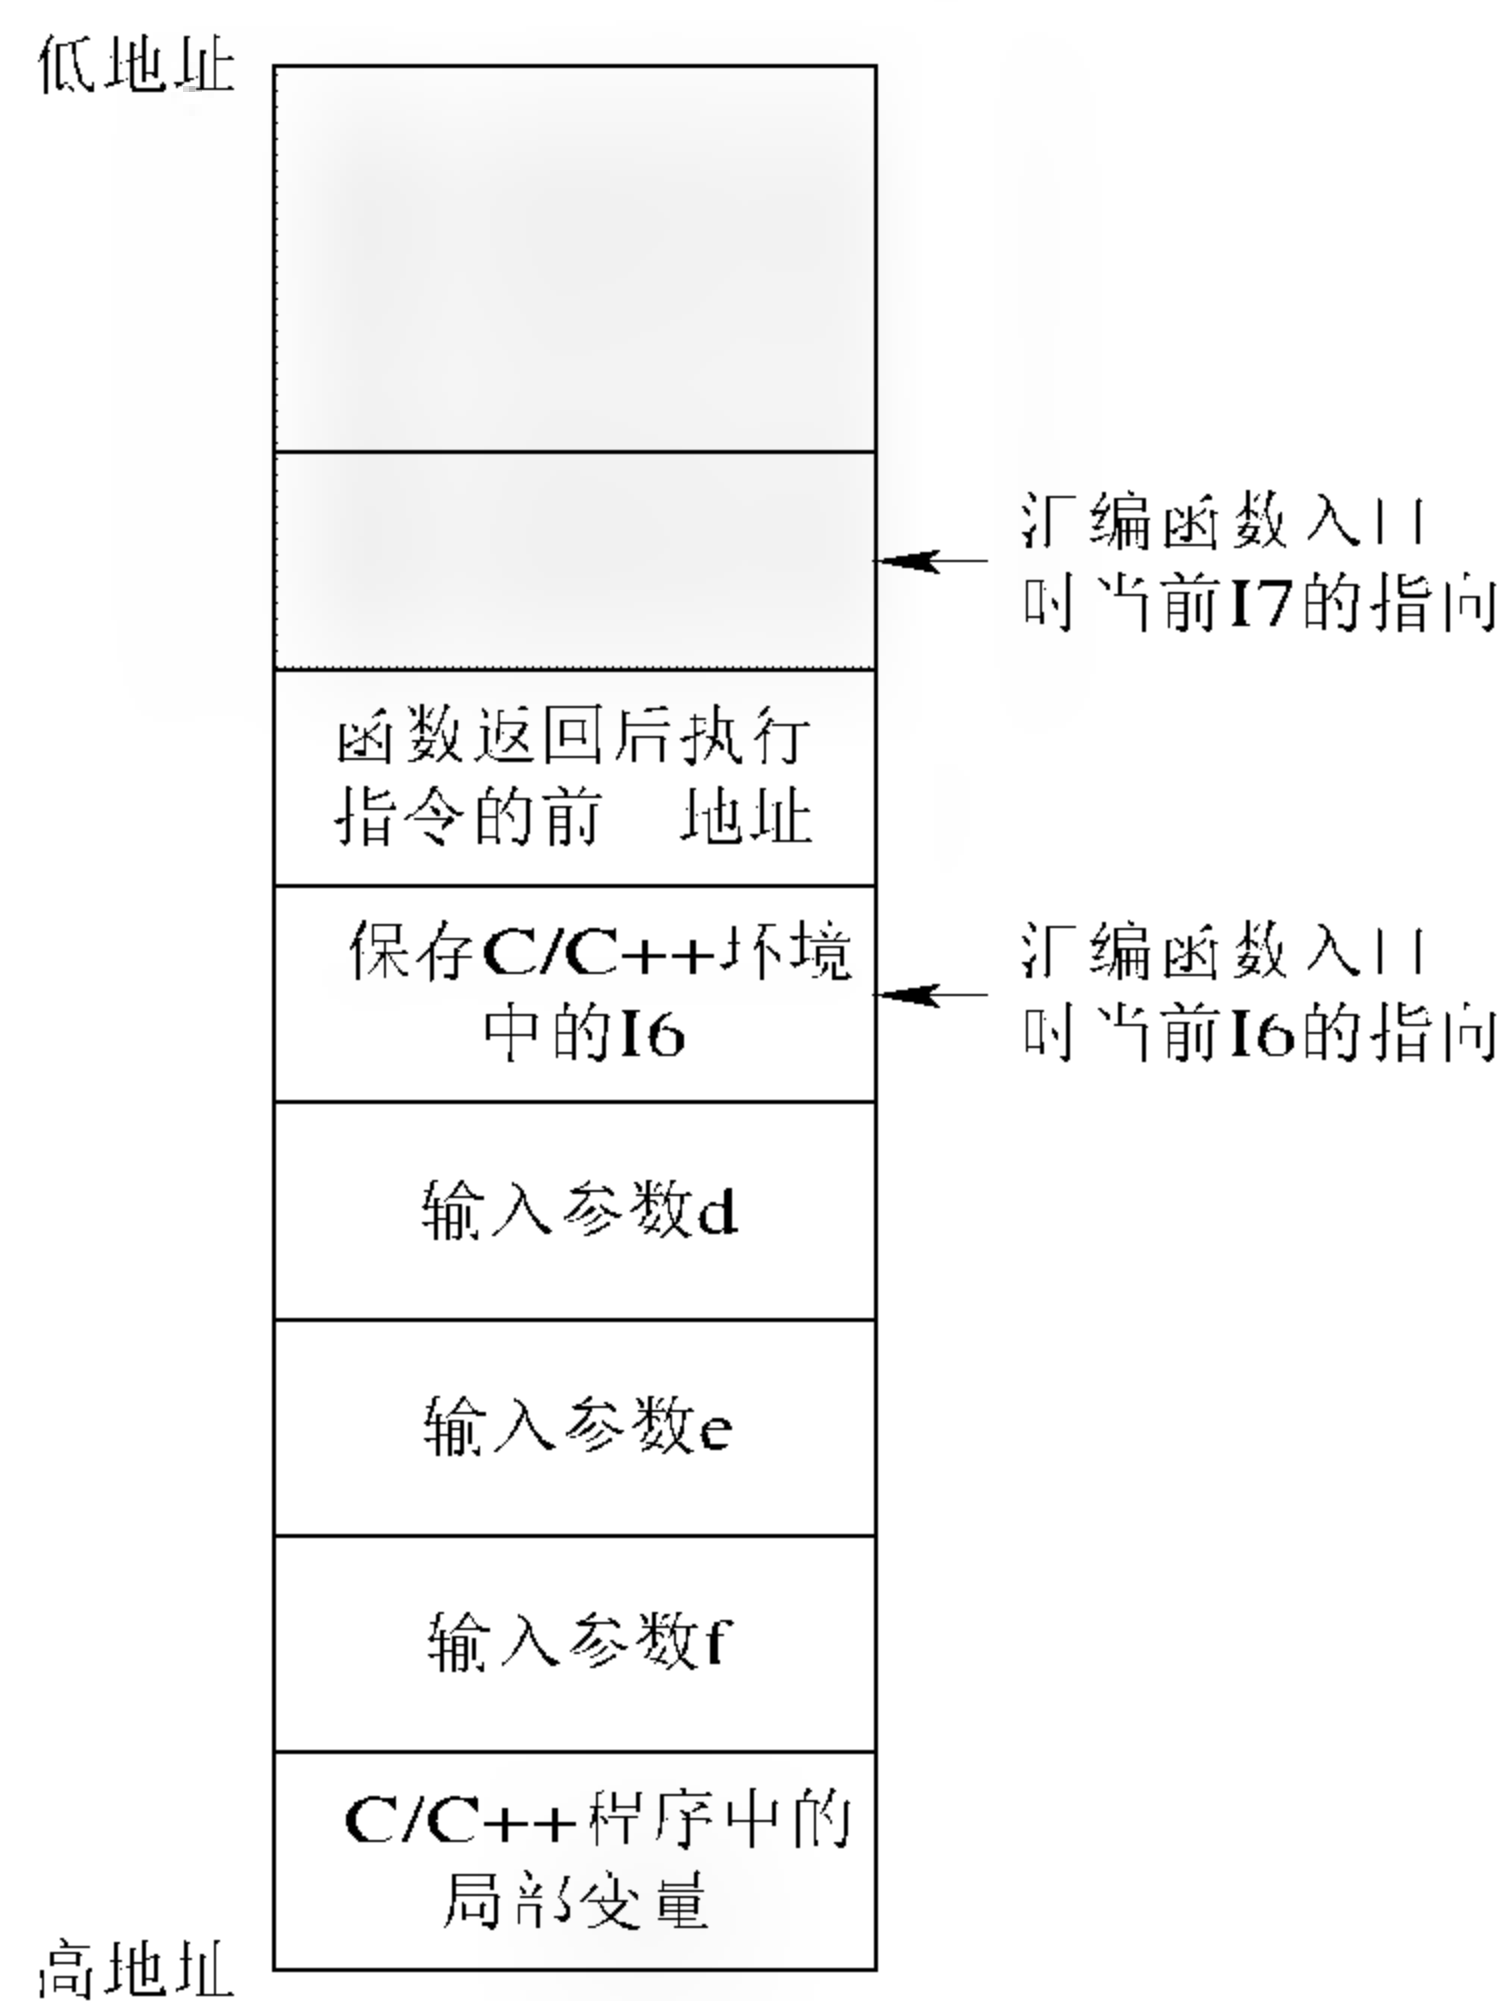 低地址
汇编函数入口
时当前I7的指向
函数返回后执行
指令的前 地址
保存C/C++环境
中的I6
汇编函数入口
时当前I6的指向
输入参数d
输入参数e
输入参数f
C/C++程序中的
局部变量
高地址